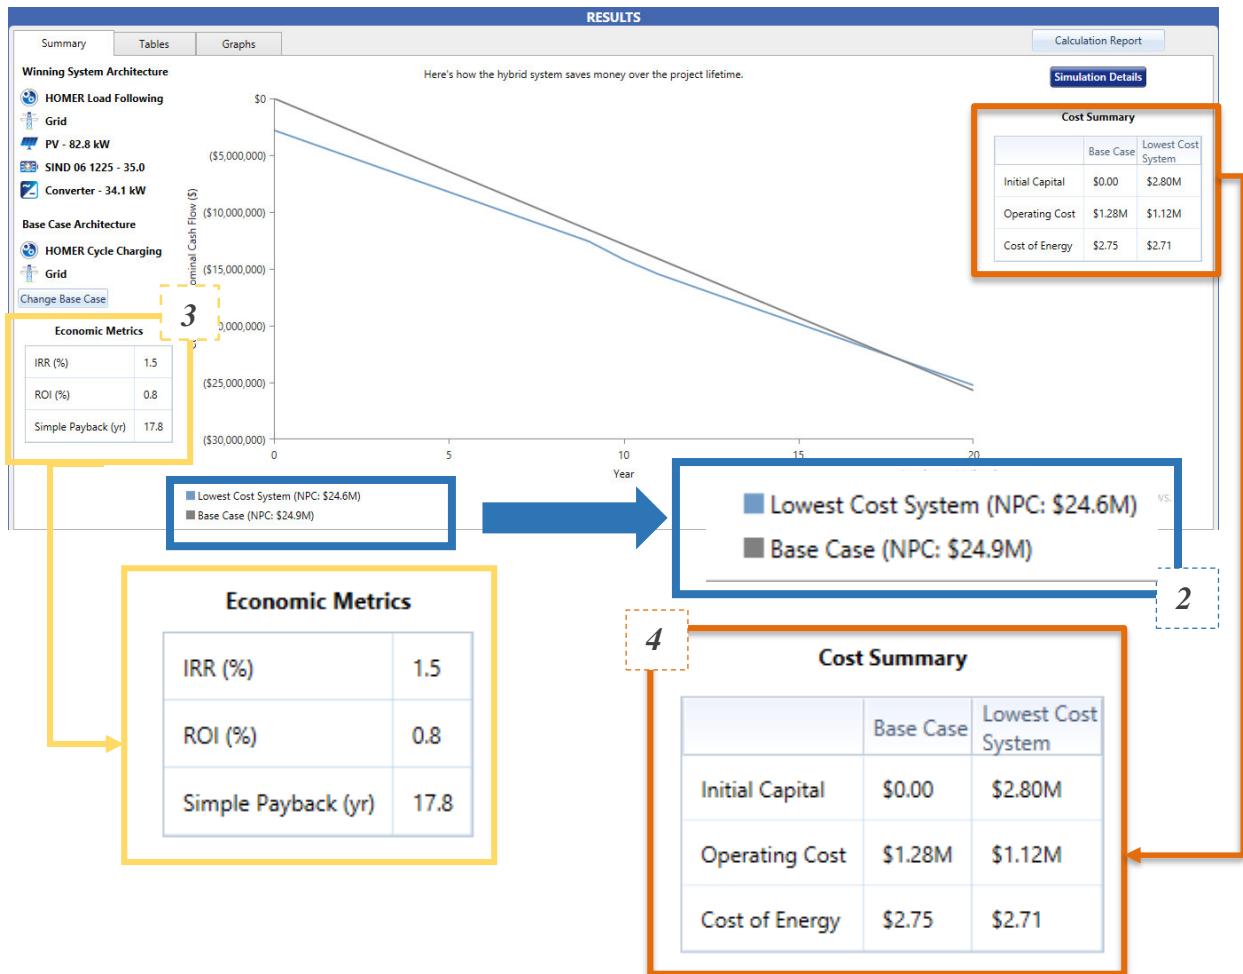 RESULTS
Summary
Tables
Graphs
Calculation Report
Winning System Architecture
Here's how the hybrid system saves money over the project lifetime.
Simulation Details
HOMER Load Following
Grid
PV - 82.8 kW
SIND 06 1225 - 35.0
Converter - 34.1 kW
Base Case Architecture
HOMER Cycle Charging
Grid
Change Base Case
3
Economic Metrics
IRR (%) 1.5
ROI (%) 0.8
Simple Payback (yr) 17.8
Cash Flow ($)
$0
($5,000,000)
($10,000,000)
($15,000,000)
($25,000,000)
($30,000,000)
0 5 10 15 20
Year
Cost Summary
Base Case Lowest Cost
System
Initial Capital $0.00 $2.80M
Operating Cost $1.28M $1.12M
Cost of Energy $2.75 $2.71
Lowest Cost System (NPC: $24.6M)
Base Case (NPC: $24.9M)
Lowest Cost System (NPC: $24.6M)
Base Case (NPC: $24.9M)
2
Economic Metrics
IRR (%) 1.5
ROI (%) 0.8
Simple Payback (yr) 17.8
4
Cost Summary
Base Case Lowest Cost
System
Initial Capital $0.00 $2.80M
Operating Cost $1.28M $1.12M
Cost of Energy $2.75 $2.71